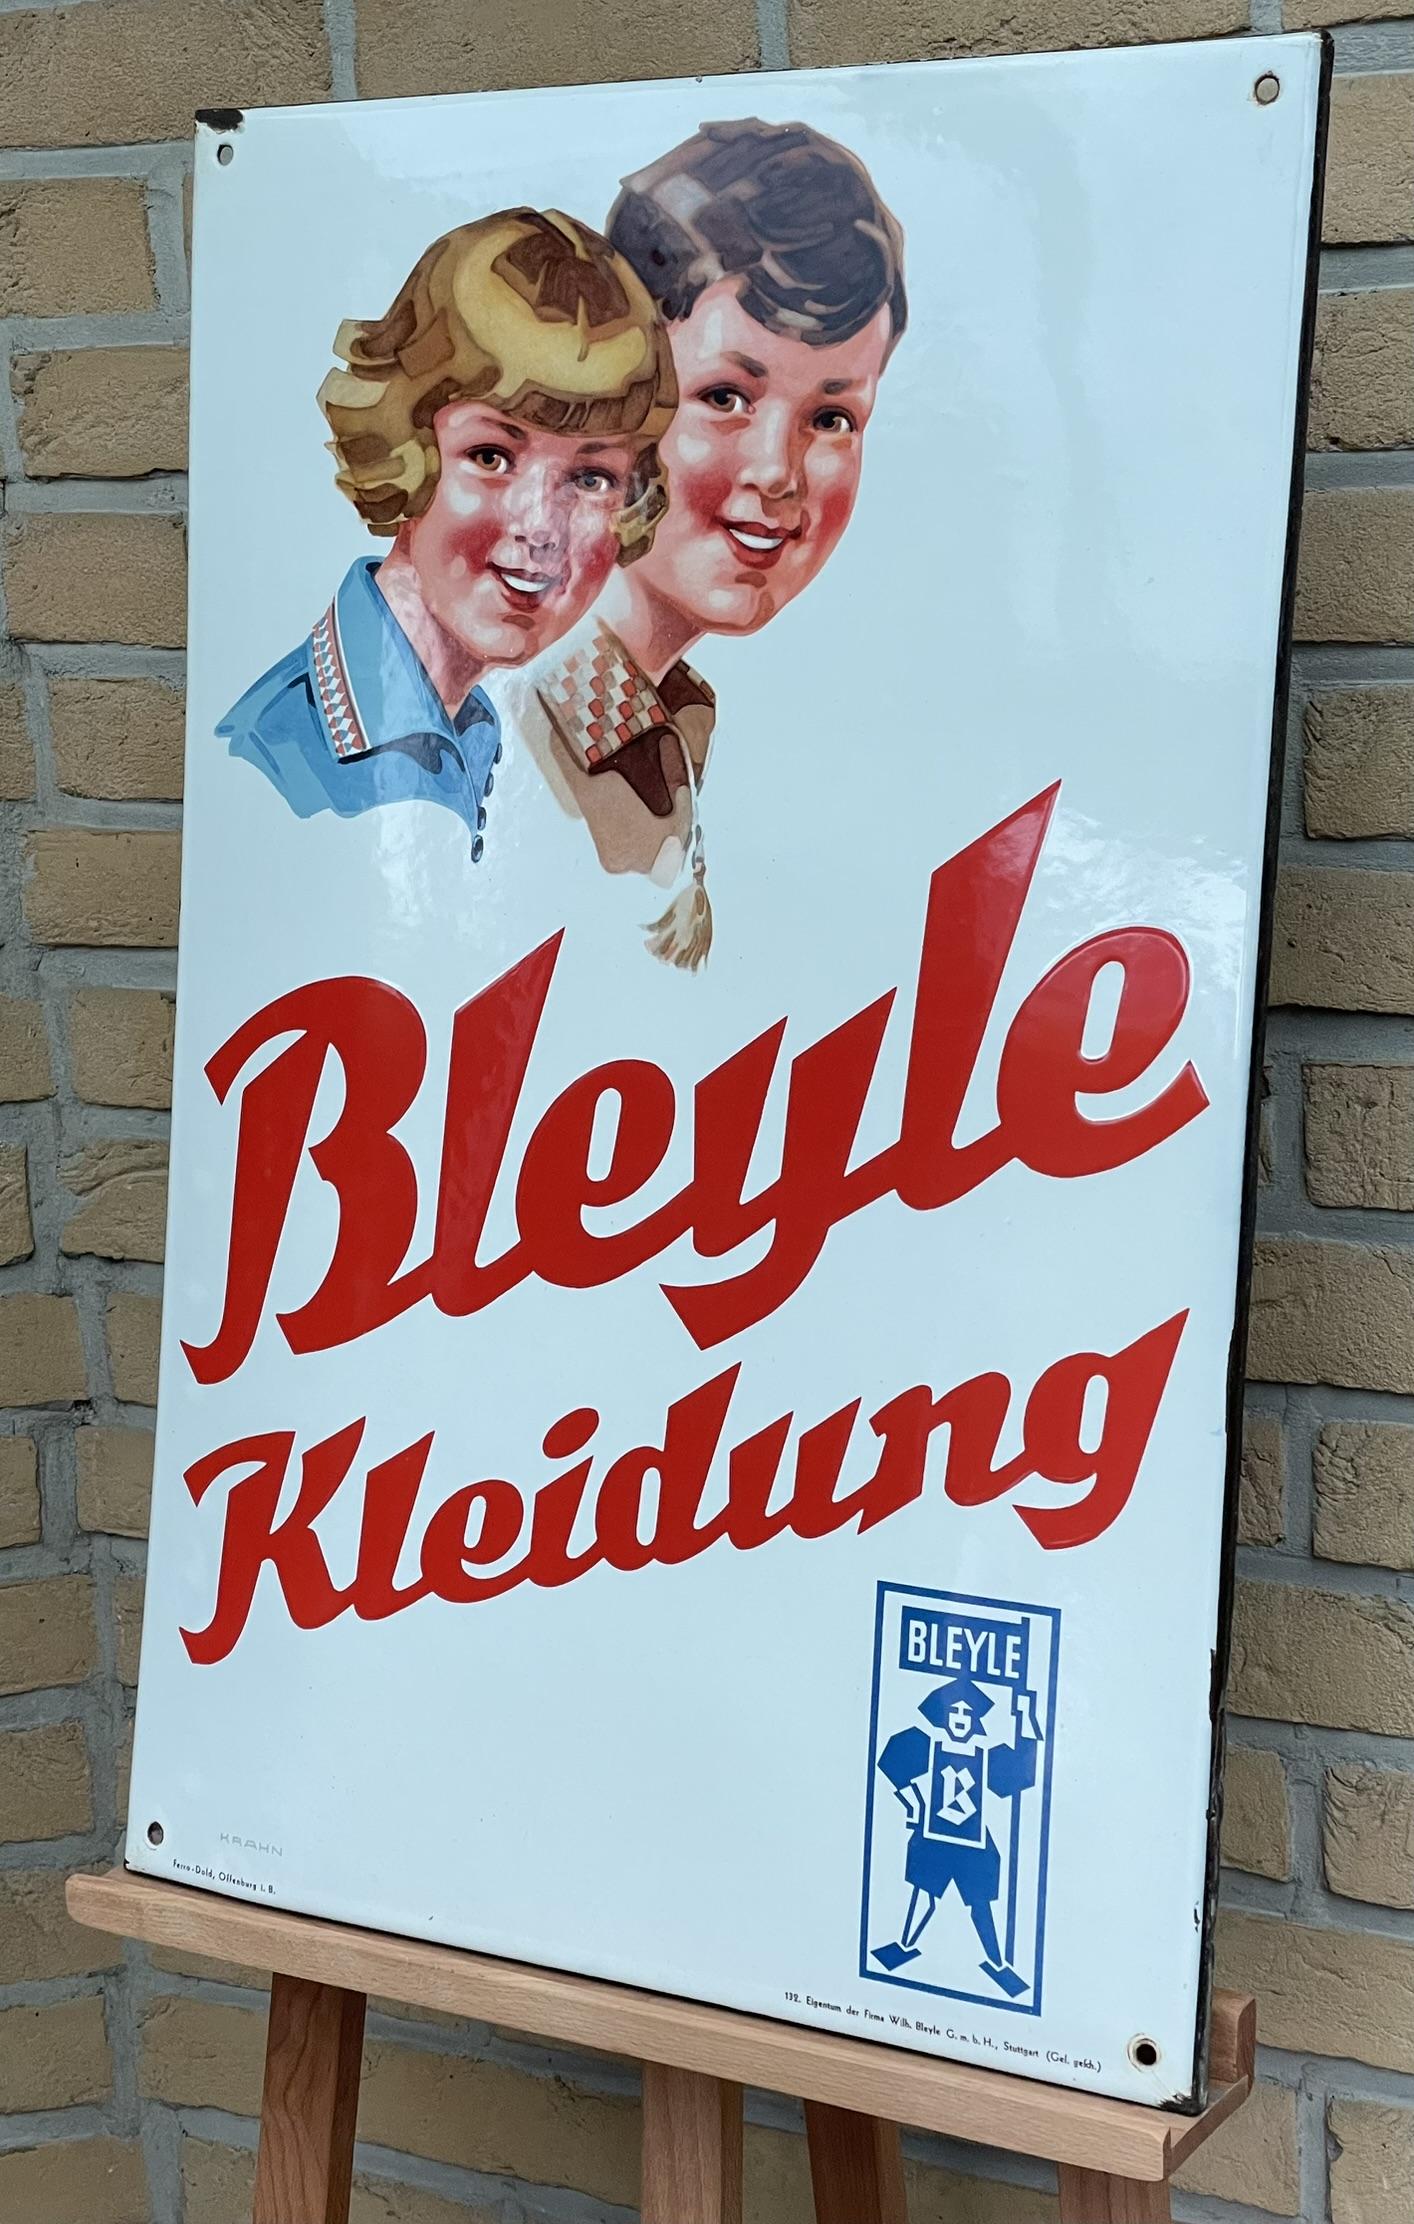 Bleyle
Kleidung
BLEYLE
B
KRAHN
Ferro-Dold, Offenburg i. B.
132. Eigentum der Firma Wilh. Bleyle G. m. b. H., Stuttgart (Gel. gesch.)